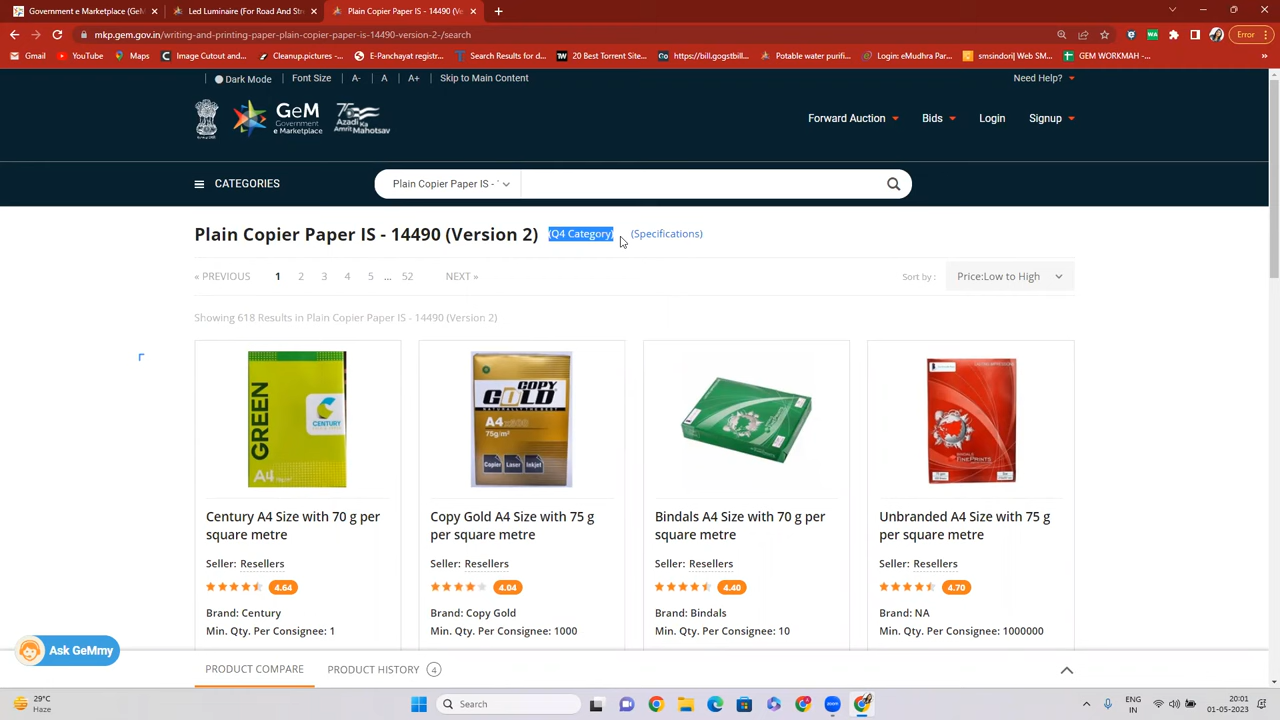 Government e Marketplace (GeM
Led Luminaire (For Road and Str
Plain Copier Paper IS - 14490 (Ve
mkp.gem.gov.in/writing-and-printing-paper-plain-copier-paper-is-14490-version-2-/search
Error
Gmail
YouTube
Maps
Image Cutout and...
Cleanup.pictures -...
E-Panchayat registr...
Search Results for d...
20 Best Torrent Site...
https://bill.gogstbill...
Potable water purifi...
Login: eMudhra Par...
smsindori| Web SM...
GEM WORKMAH -...
Dark Mode
Font Size
A-
A
A+
Skip to Main Content
Need Help?
GeM
Government
e Marketplace
75
Azadi Ka
Amrit Mahotsav
Forward Auction
Bids
Login
Signup
CATEGORIES
Plain Copier Paper IS -
Plain Copier Paper IS - 14490 (Version 2) (Q4 Category) (Specifications)
« PREVIOUS 1 2 3 4 5 ... 52 NEXT »
Sort by : Price:Low to High
Showing 618 Results in Plain Copier Paper IS - 14490 (Version 2)
GREEN
CENTURY
A4
COPY
GOLD
A4x500
75g/m²
Copier Laser Inkjet
BINDALS
FINE PRINTS
Century A4 Size with 70 g per
square metre
Seller: Resellers
4.64
Brand: Century
Min. Qty. Per Consignee: 1
Copy Gold A4 Size with 75 g
per square metre
Seller: Resellers
4.04
Brand: Copy Gold
Min. Qty. Per Consignee: 1000
Bindals A4 Size with 70 g per
square metre
Seller: Resellers
4.40
Brand: Bindals
Min. Qty. Per Consignee: 10
Unbranded A4 Size with 75 g
per square metre
Seller: Resellers
4.70
Brand: NA
Min. Qty. Per Consignee: 1000000
Ask GeMmy
PRODUCT COMPARE
PRODUCT HISTORY 4
29°C
Haze
Search
ENG
IN
20:01
01-05-2023